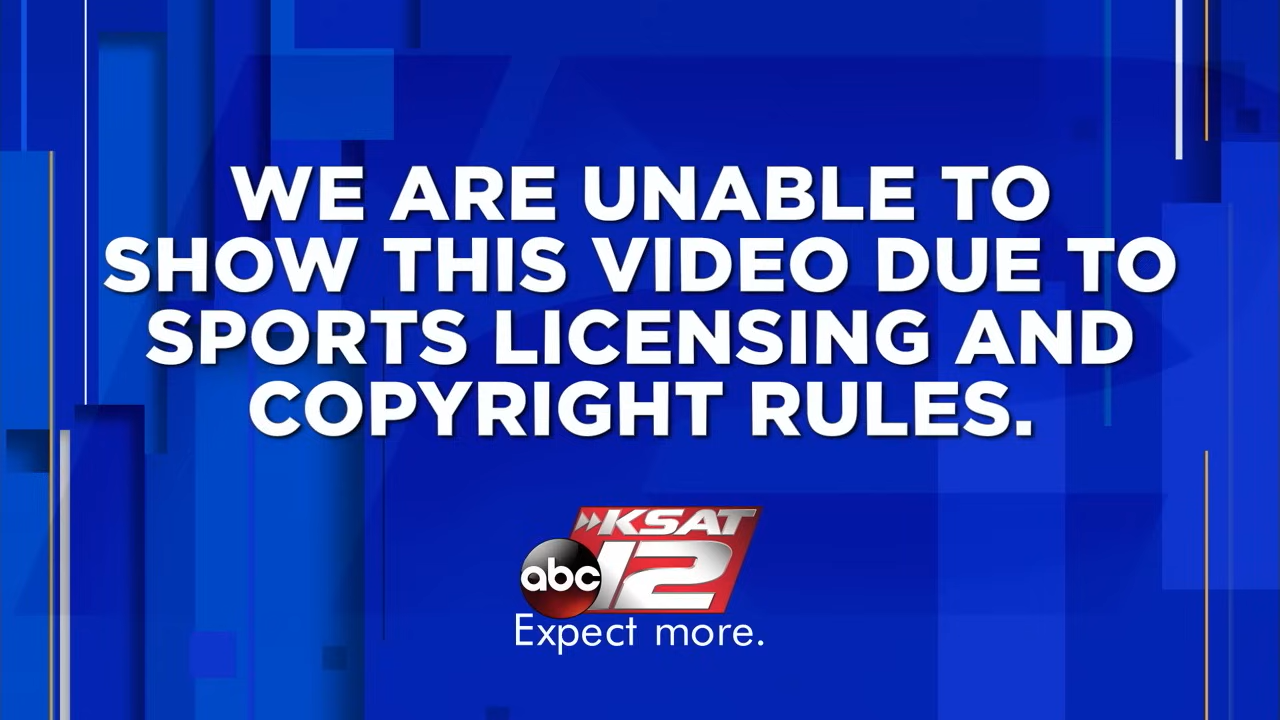 WE ARE UNABLE TO
SHOW THIS VIDEO DUE TO
SPORTS LICENSING AND
COPYRIGHT RULES.
KSAT
abc 12
Expect more.